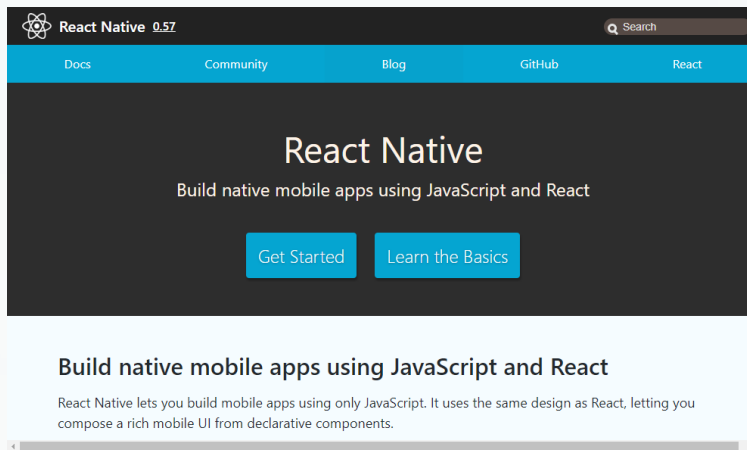 React Native 0.57
Search
Docs Community Blog GitHub React
React Native
Build native mobile apps using JavaScript and React
Get Started Learn the Basics
Build native mobile apps using JavaScript and React
React Native lets you build mobile apps using only JavaScript. It uses the same design as React, letting you
compose a rich mobile UI from declarative components.